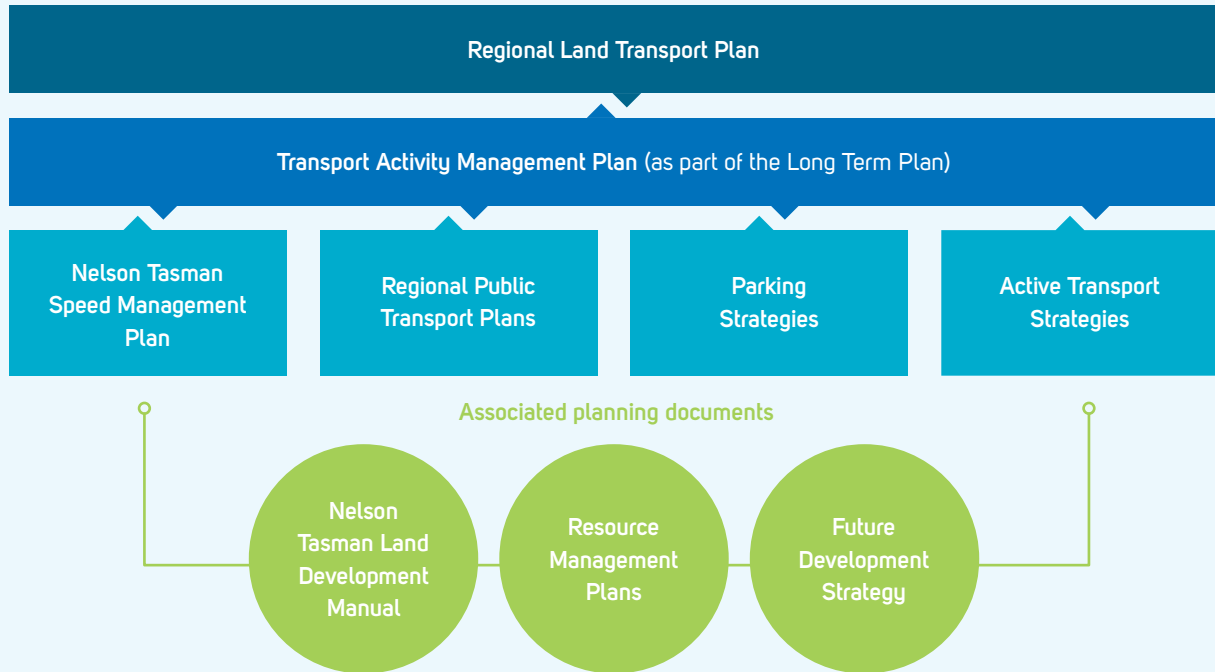 Regional Land Transport Plan
Transport Activity Management Plan (as part of the Long Term Plan)
Nelson Tasman
Speed Management
Plan
Regional Public
Transport Plans
Parking
Strategies
Active Transport
Strategies
Associated planning documents
Nelson
Tasman Land
Development
Manual
Resource
Management
Plans
Future
Development
Strategy